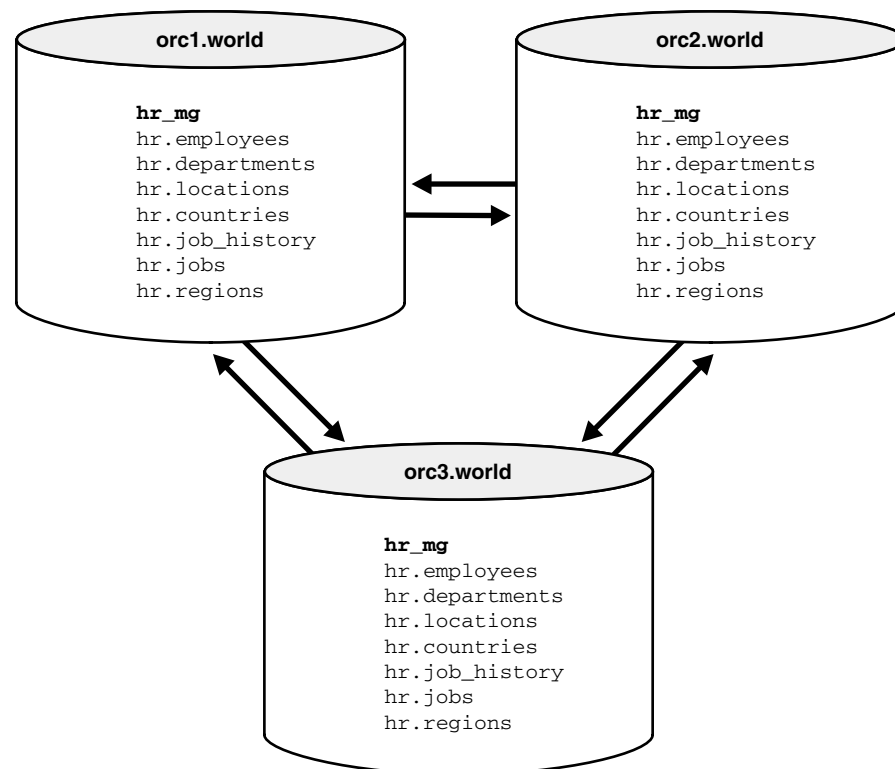 orc1.world
hr_mg
hr.employees
hr.departments
hr.locations
hr.countries
hr.job_history
hr.jobs
hr.regions
orc2.world
hr_mg
hr.employees
hr.departments
hr.locations
hr.countries
hr.job_history
hr.jobs
hr.regions
orc3.world
hr_mg
hr.employees
hr.departments
hr.locations
hr.countries
hr.job_history
hr.jobs
hr.regions